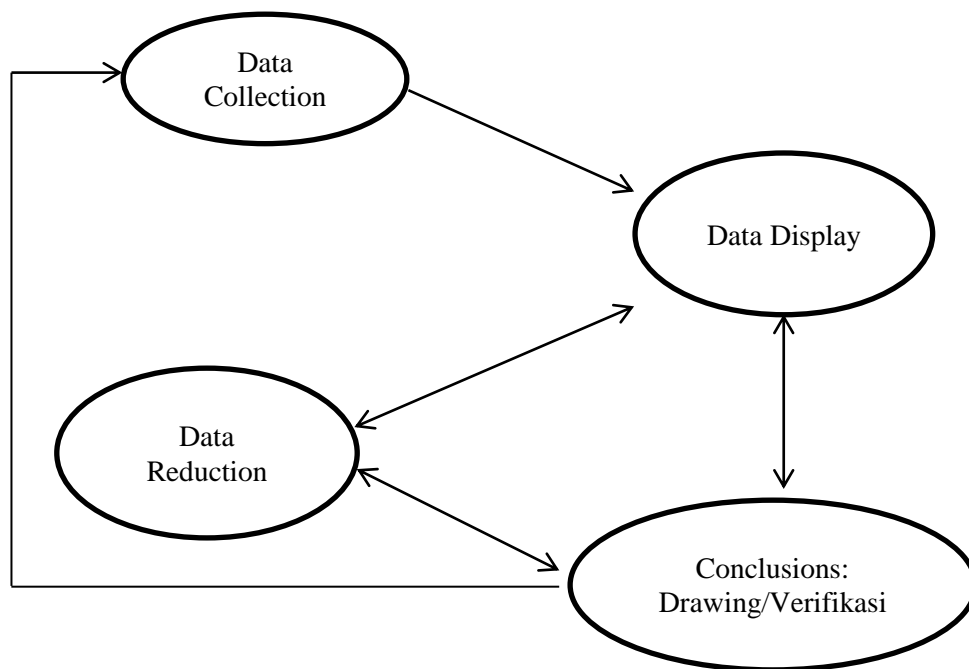 Data
Collection
Data Display
Data
Reduction
Conclusions:
Drawing/Verifikasi